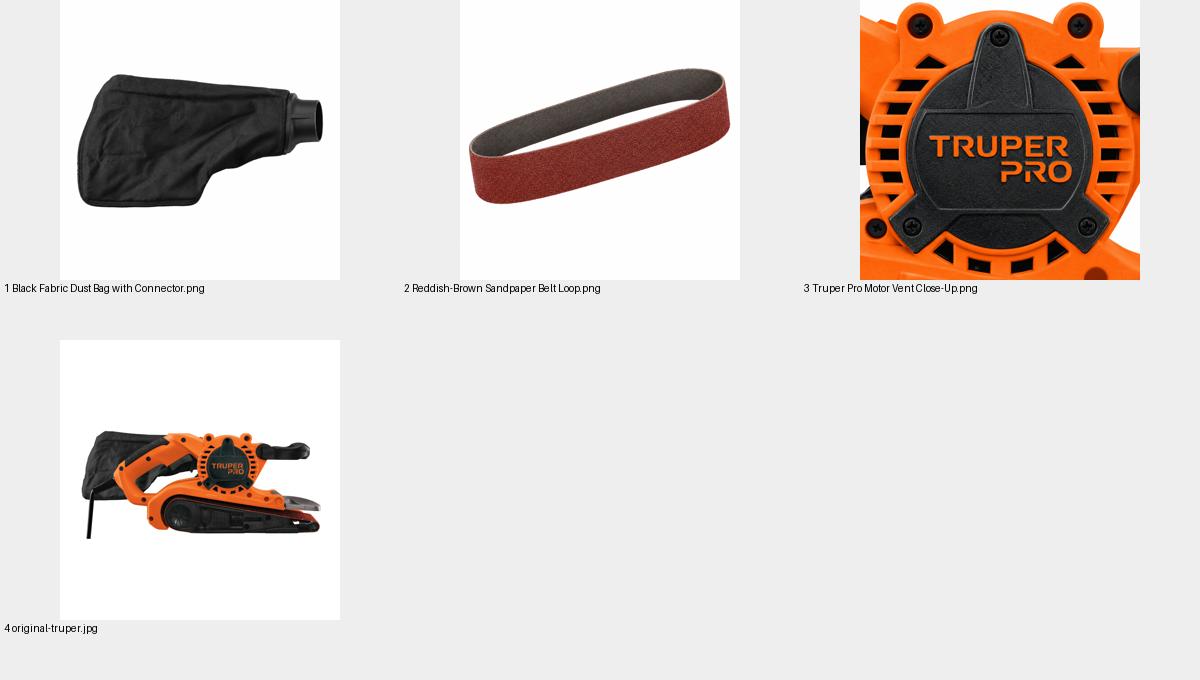 TRUPER
PRO
1 Black Fabric Dust Bag with Connector.png
2 Reddish-Brown Sandpaper Belt Loop.png
3 Truper Pro Motor Vent Close-Up.png
TRUPER
PRO
4 original-truper.jpg